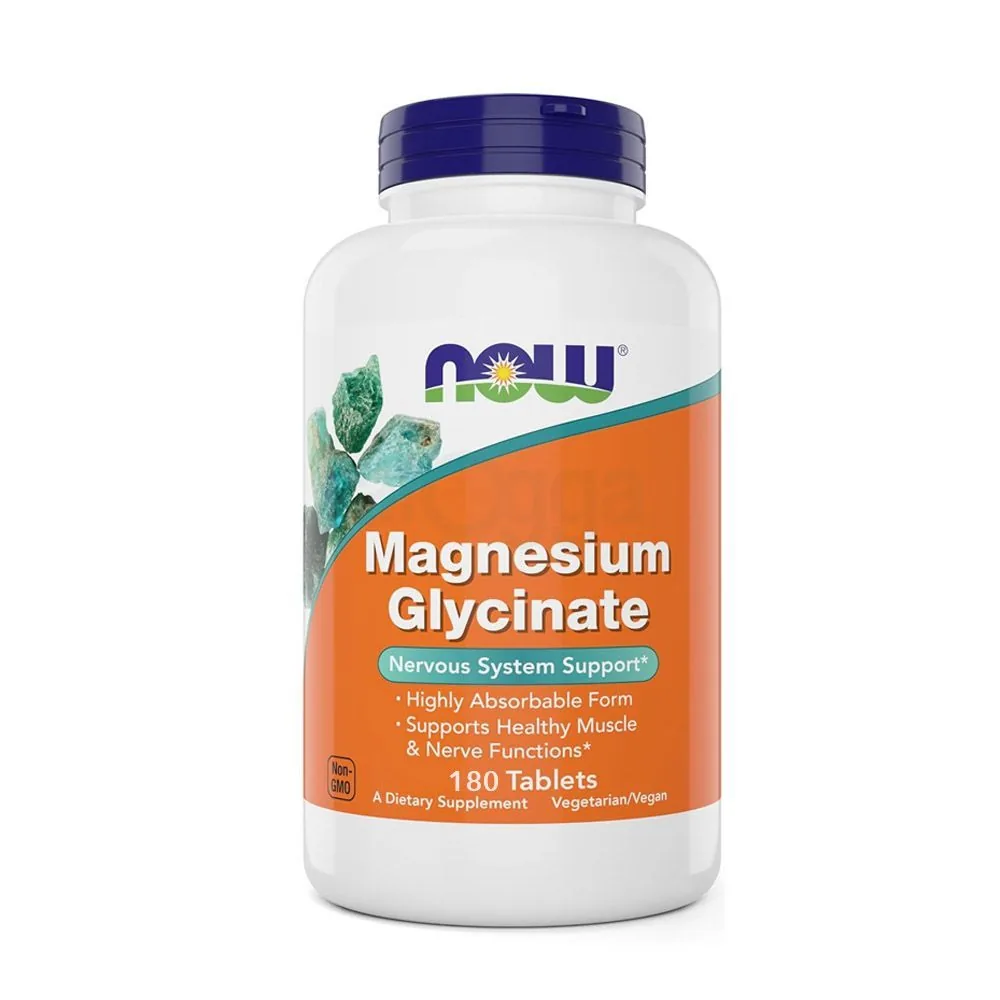 NOW®
Magnesium
Glycinate
Nervous System Support*
· Highly Absorbable Form
· Supports Healthy Muscle
& Nerve Functions*
Non-
GMO
180 Tablets
A Dietary Supplement Vegetarian/Vegan